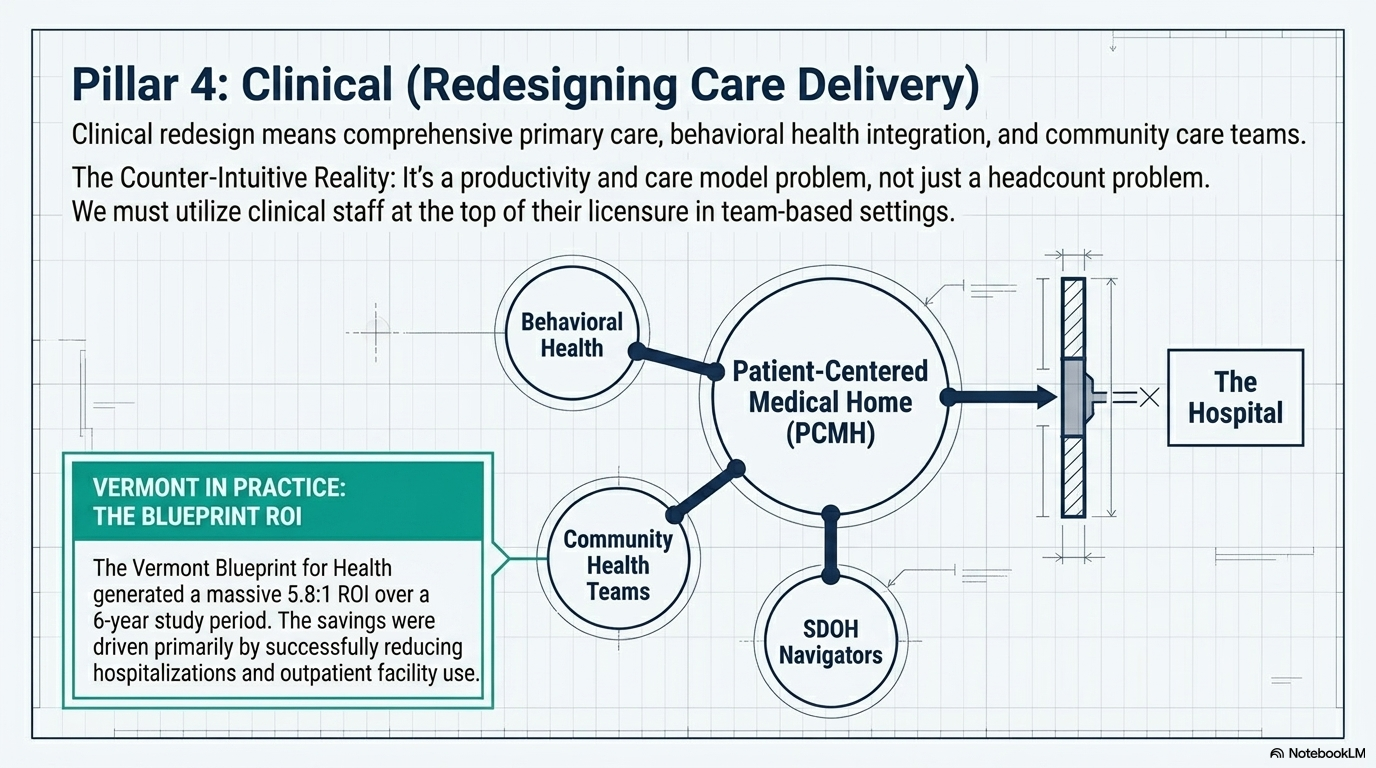 Pillar 4: Clinical (Redesigning Care Delivery)
Clinical redesign means comprehensive primary care, behavioral health integration, and community care teams.
The Counter-Intuitive Reality: It's a productivity and care model problem, not just a headcount problem.
We must utilize clinical staff at the top of their licensure in team-based settings.
Behavioral
Health
Patient-Centered
Medical Home
(PCMH)
The
Hospital
VERMONT IN PRACTICE:
THE BLUEPRINT ROI
The Vermont Blueprint for Health
generated a massive 5.8:1 ROI over a
6-year study period. The savings were
driven primarily by successfully reducing
hospitalizations and outpatient facility use.
Community
Health
Teams
SDOH
Navigators
NotebookLM